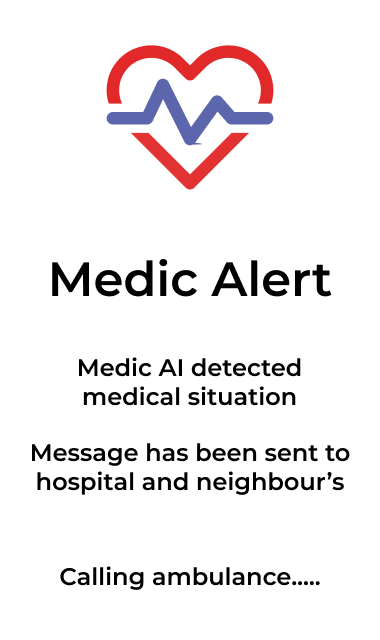 Medic Alert
Medic AI detected
medical situation
Message has been sent to
hospital and neighbour’s
Calling ambulance.....